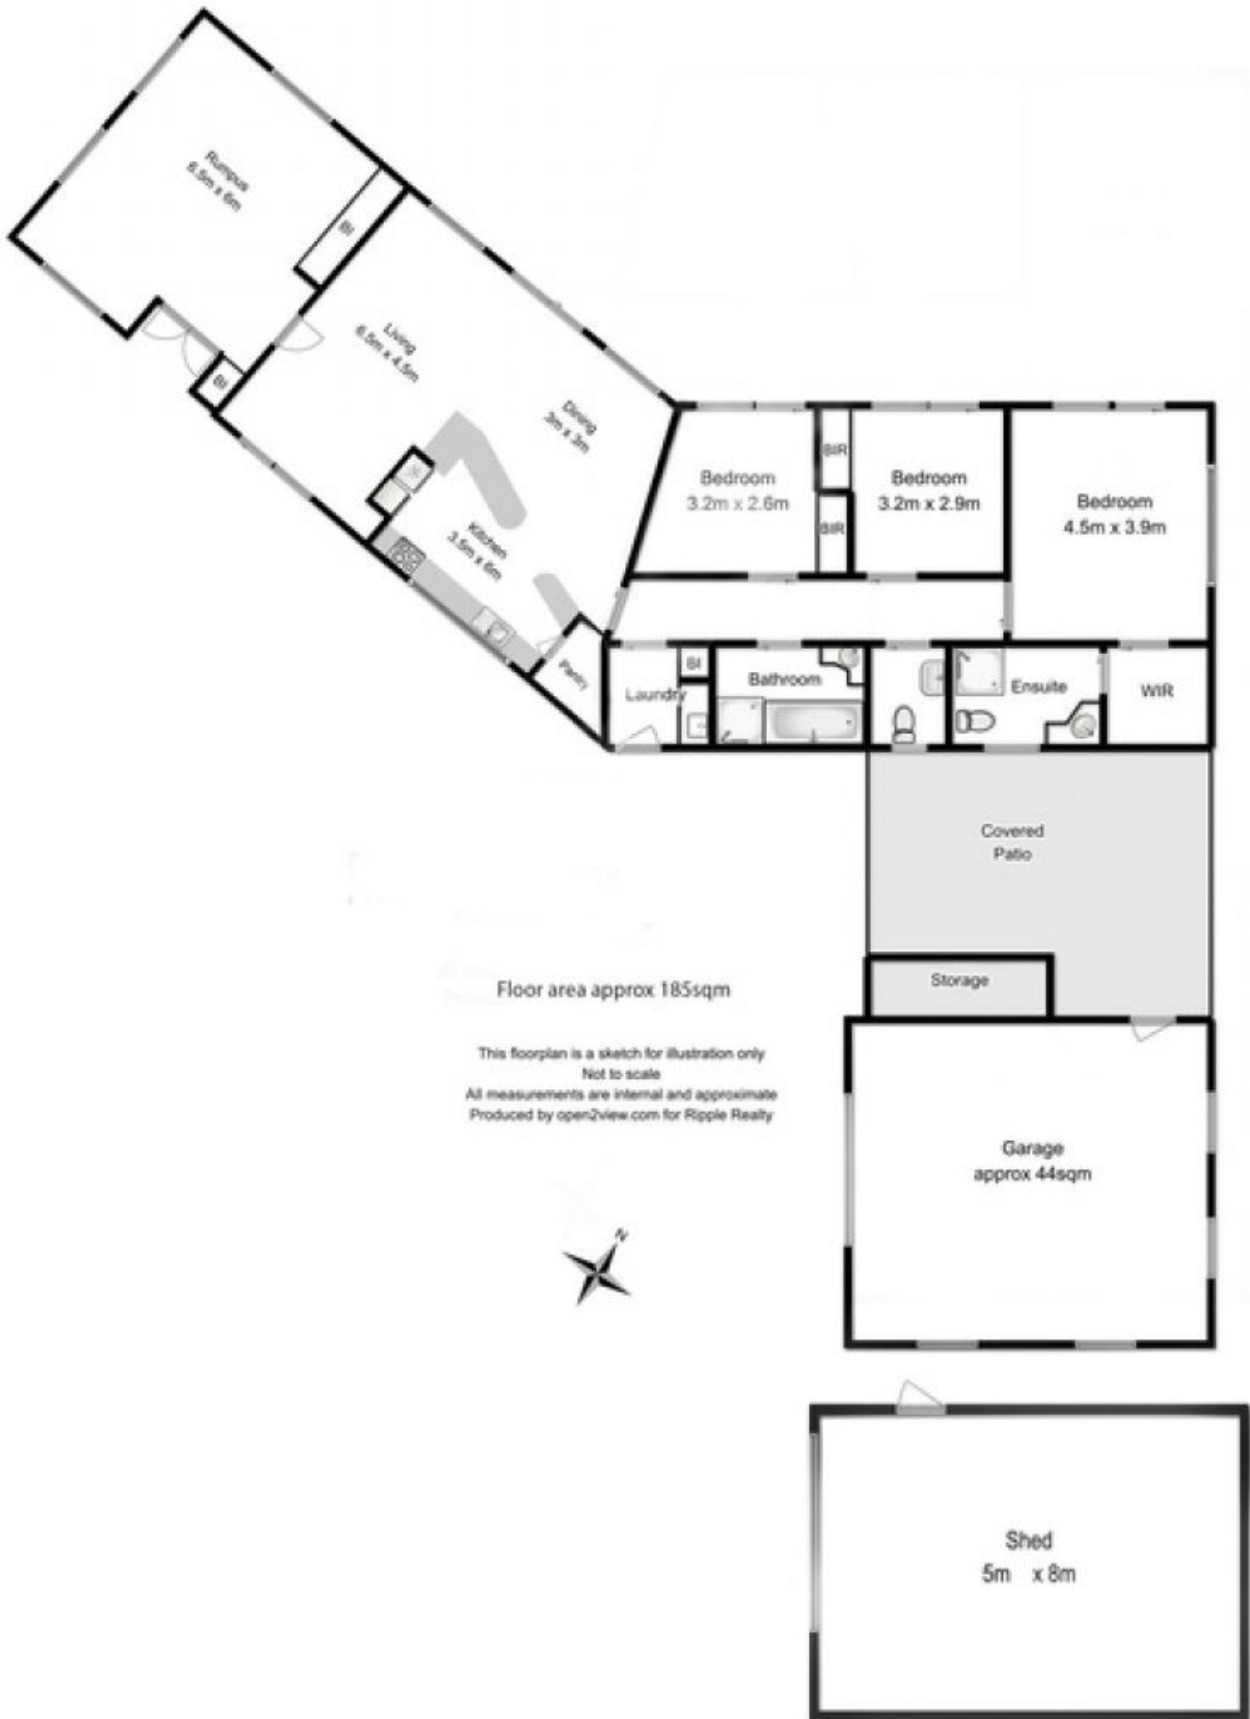 Rumpus
6.5m x 6m
BI
BI
Living
6.5m x 4.5m
Dining
3m x 3m
Kitchen
3.5m x 6m
Pantry
Bedroom
3.2m x 2.6m
BIR
BIR
Bedroom
3.2m x 2.9m
Bedroom
4.5m x 3.9m
Laundry
BI
Bathroom
Ensuite
WIR
Covered
Patio
Storage
Floor area approx 185sqm
This floorplan is a sketch for illustration only
Not to scale
All measurements are internal and approximate
Produced by open2view.com for Ripple Realty
N
Garage
approx 44sqm
Shed
5m x 8m